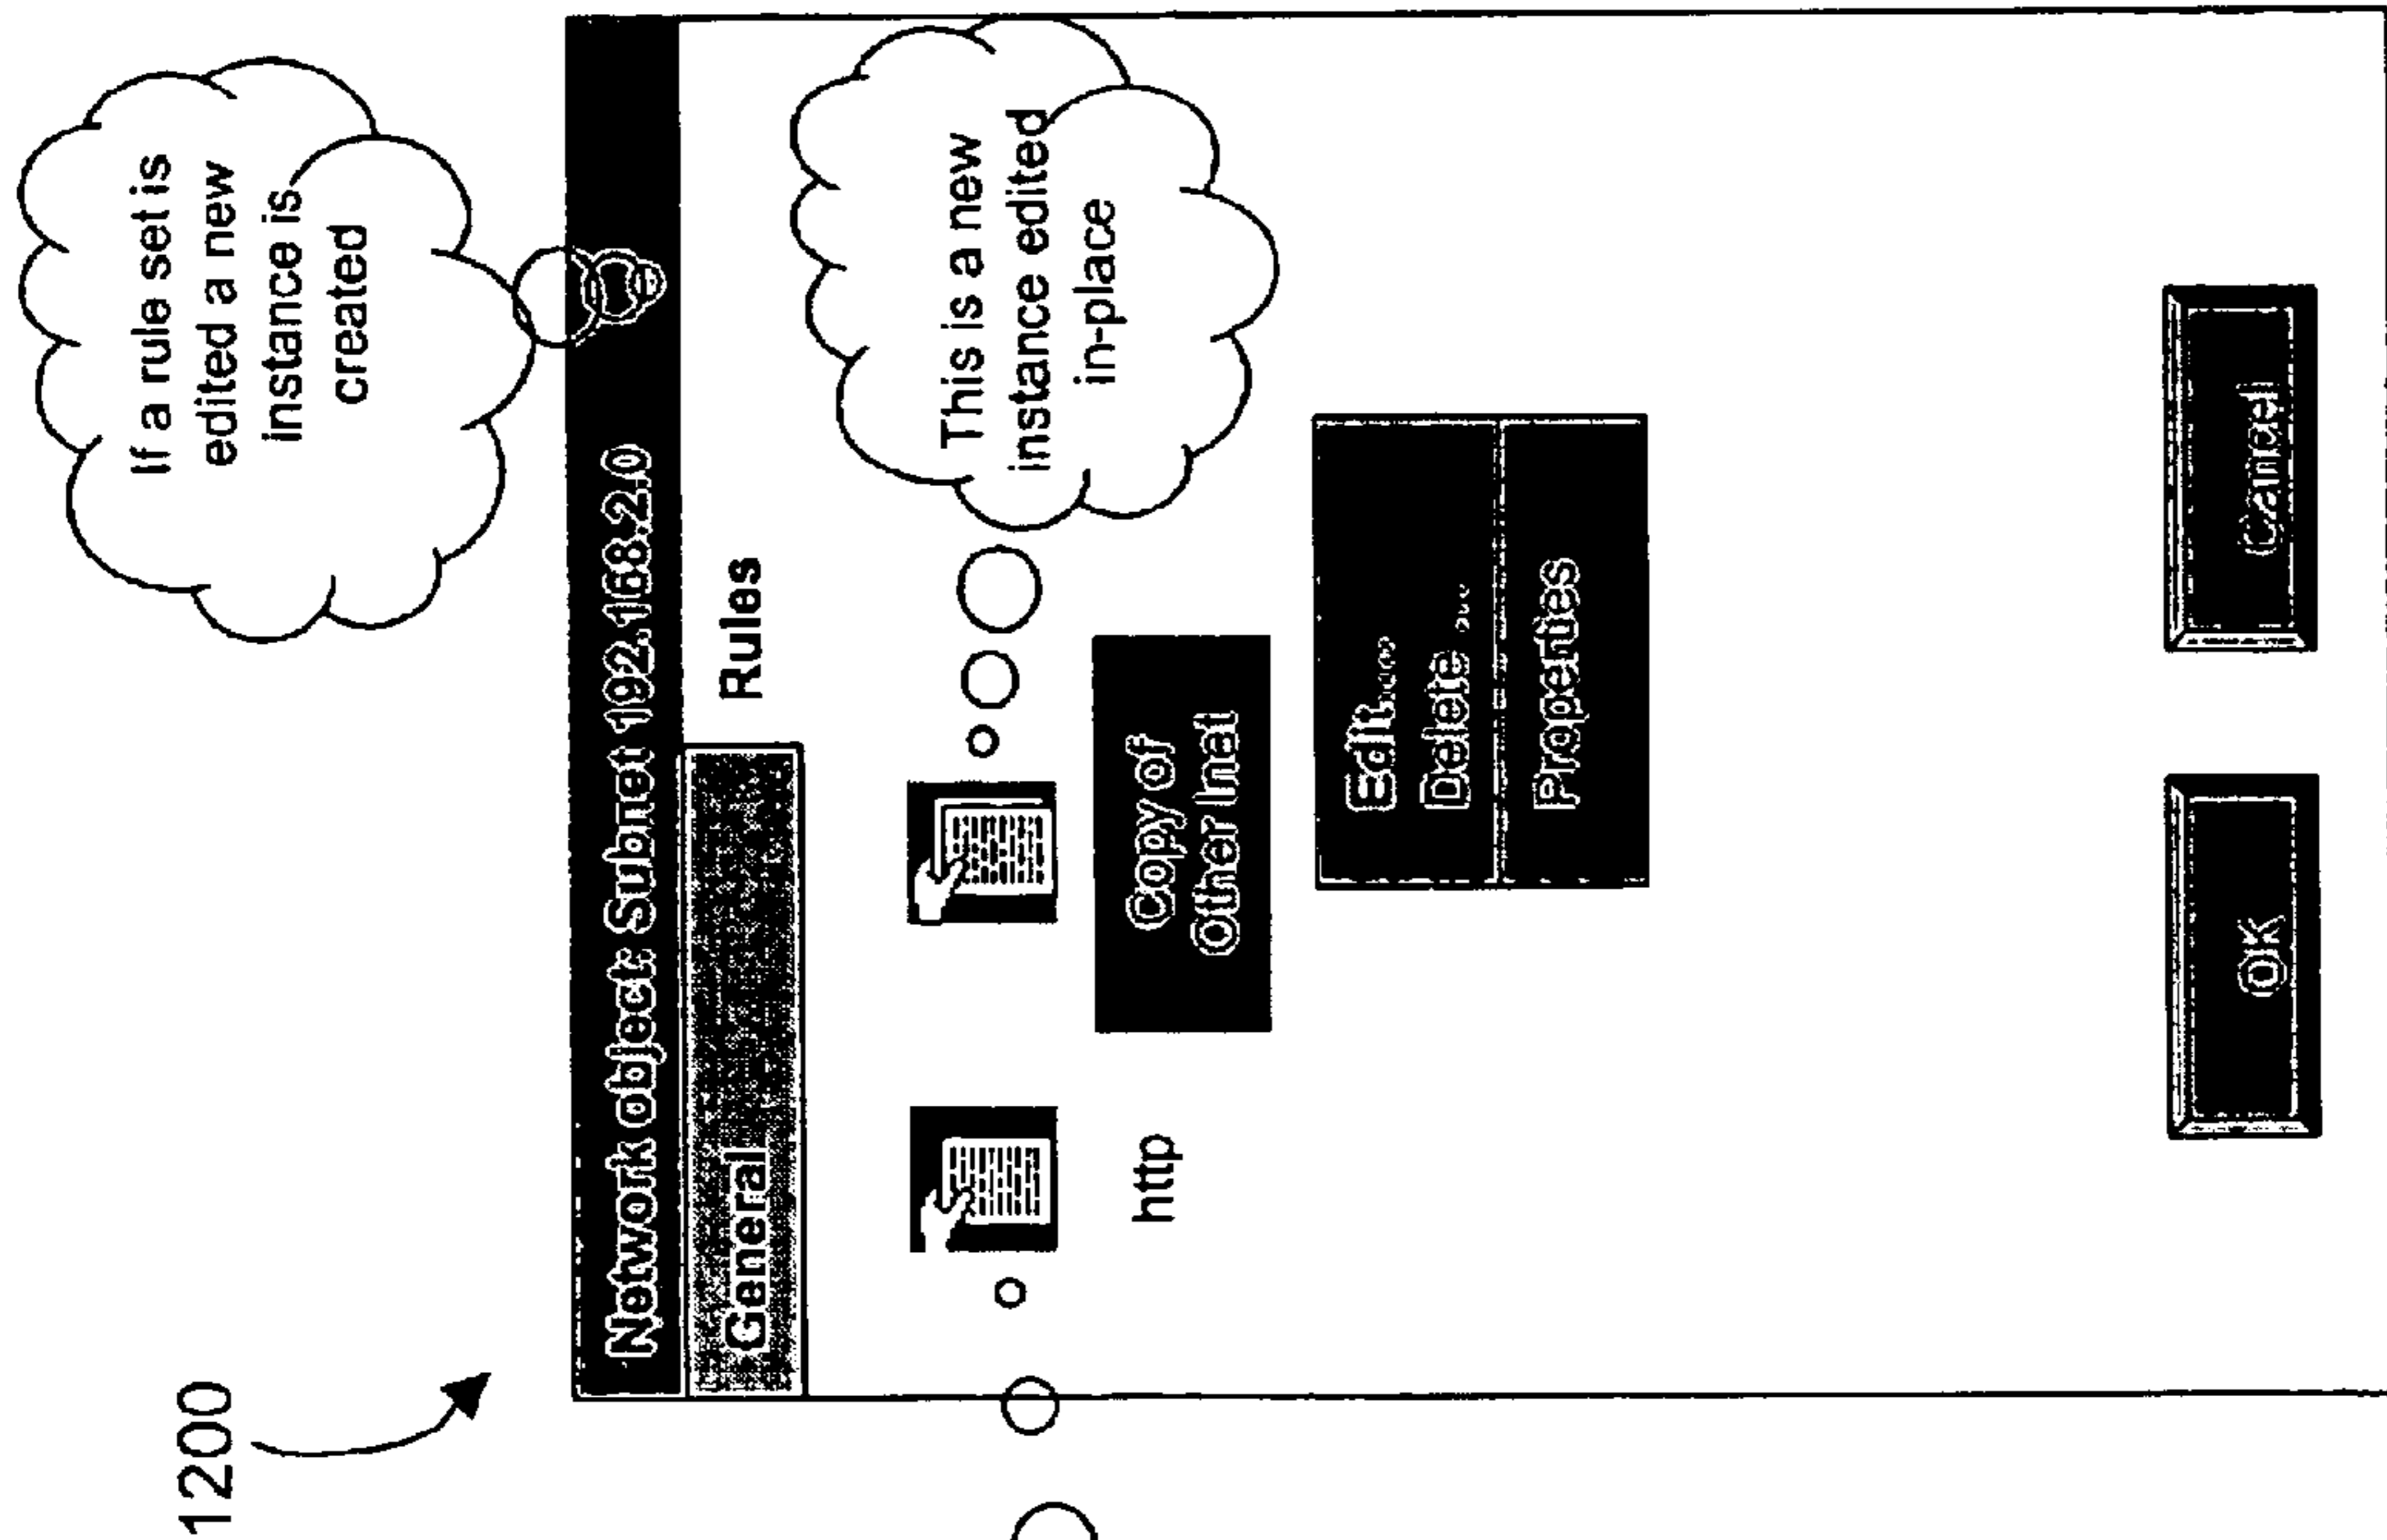 1200
If a rule set is
edited a new
instance is
created
Network object: Subnet 192.168.2.0
General
Rules
This is a new
instance edited
in-place
http
Copy of
Other Inet
Edit...
Delete...
Properties
OK
Cancel